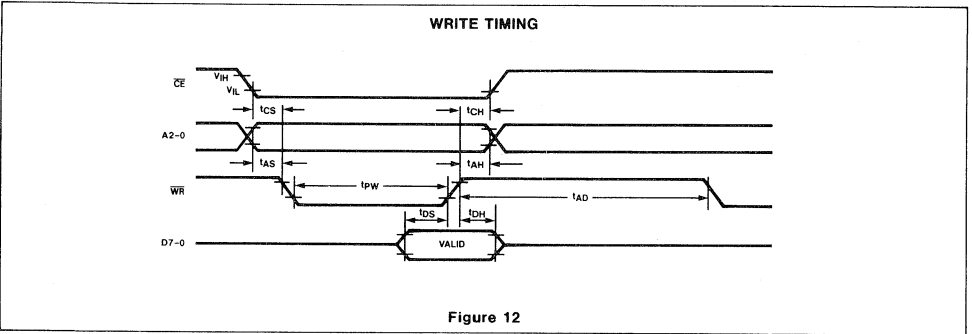 WRITE TIMING
CE
VIH
VIL
tCS
tCH
A2-0
tAS
tAH
WR
tPW
tAD
tDS
tDH
D7-0
VALID
Figure 12